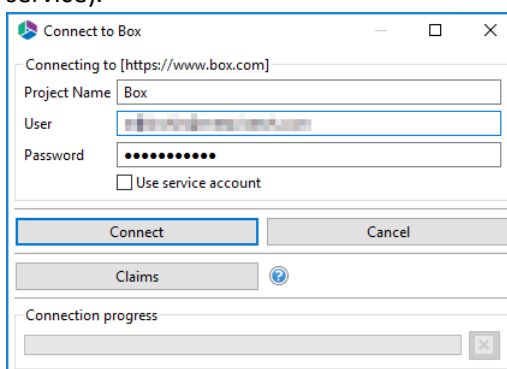 service).
Connect to Box
Connecting to [https://www.box.com]
Project Name Box
User
Password
Use service account
Connect Cancel
Claims
Connection progress